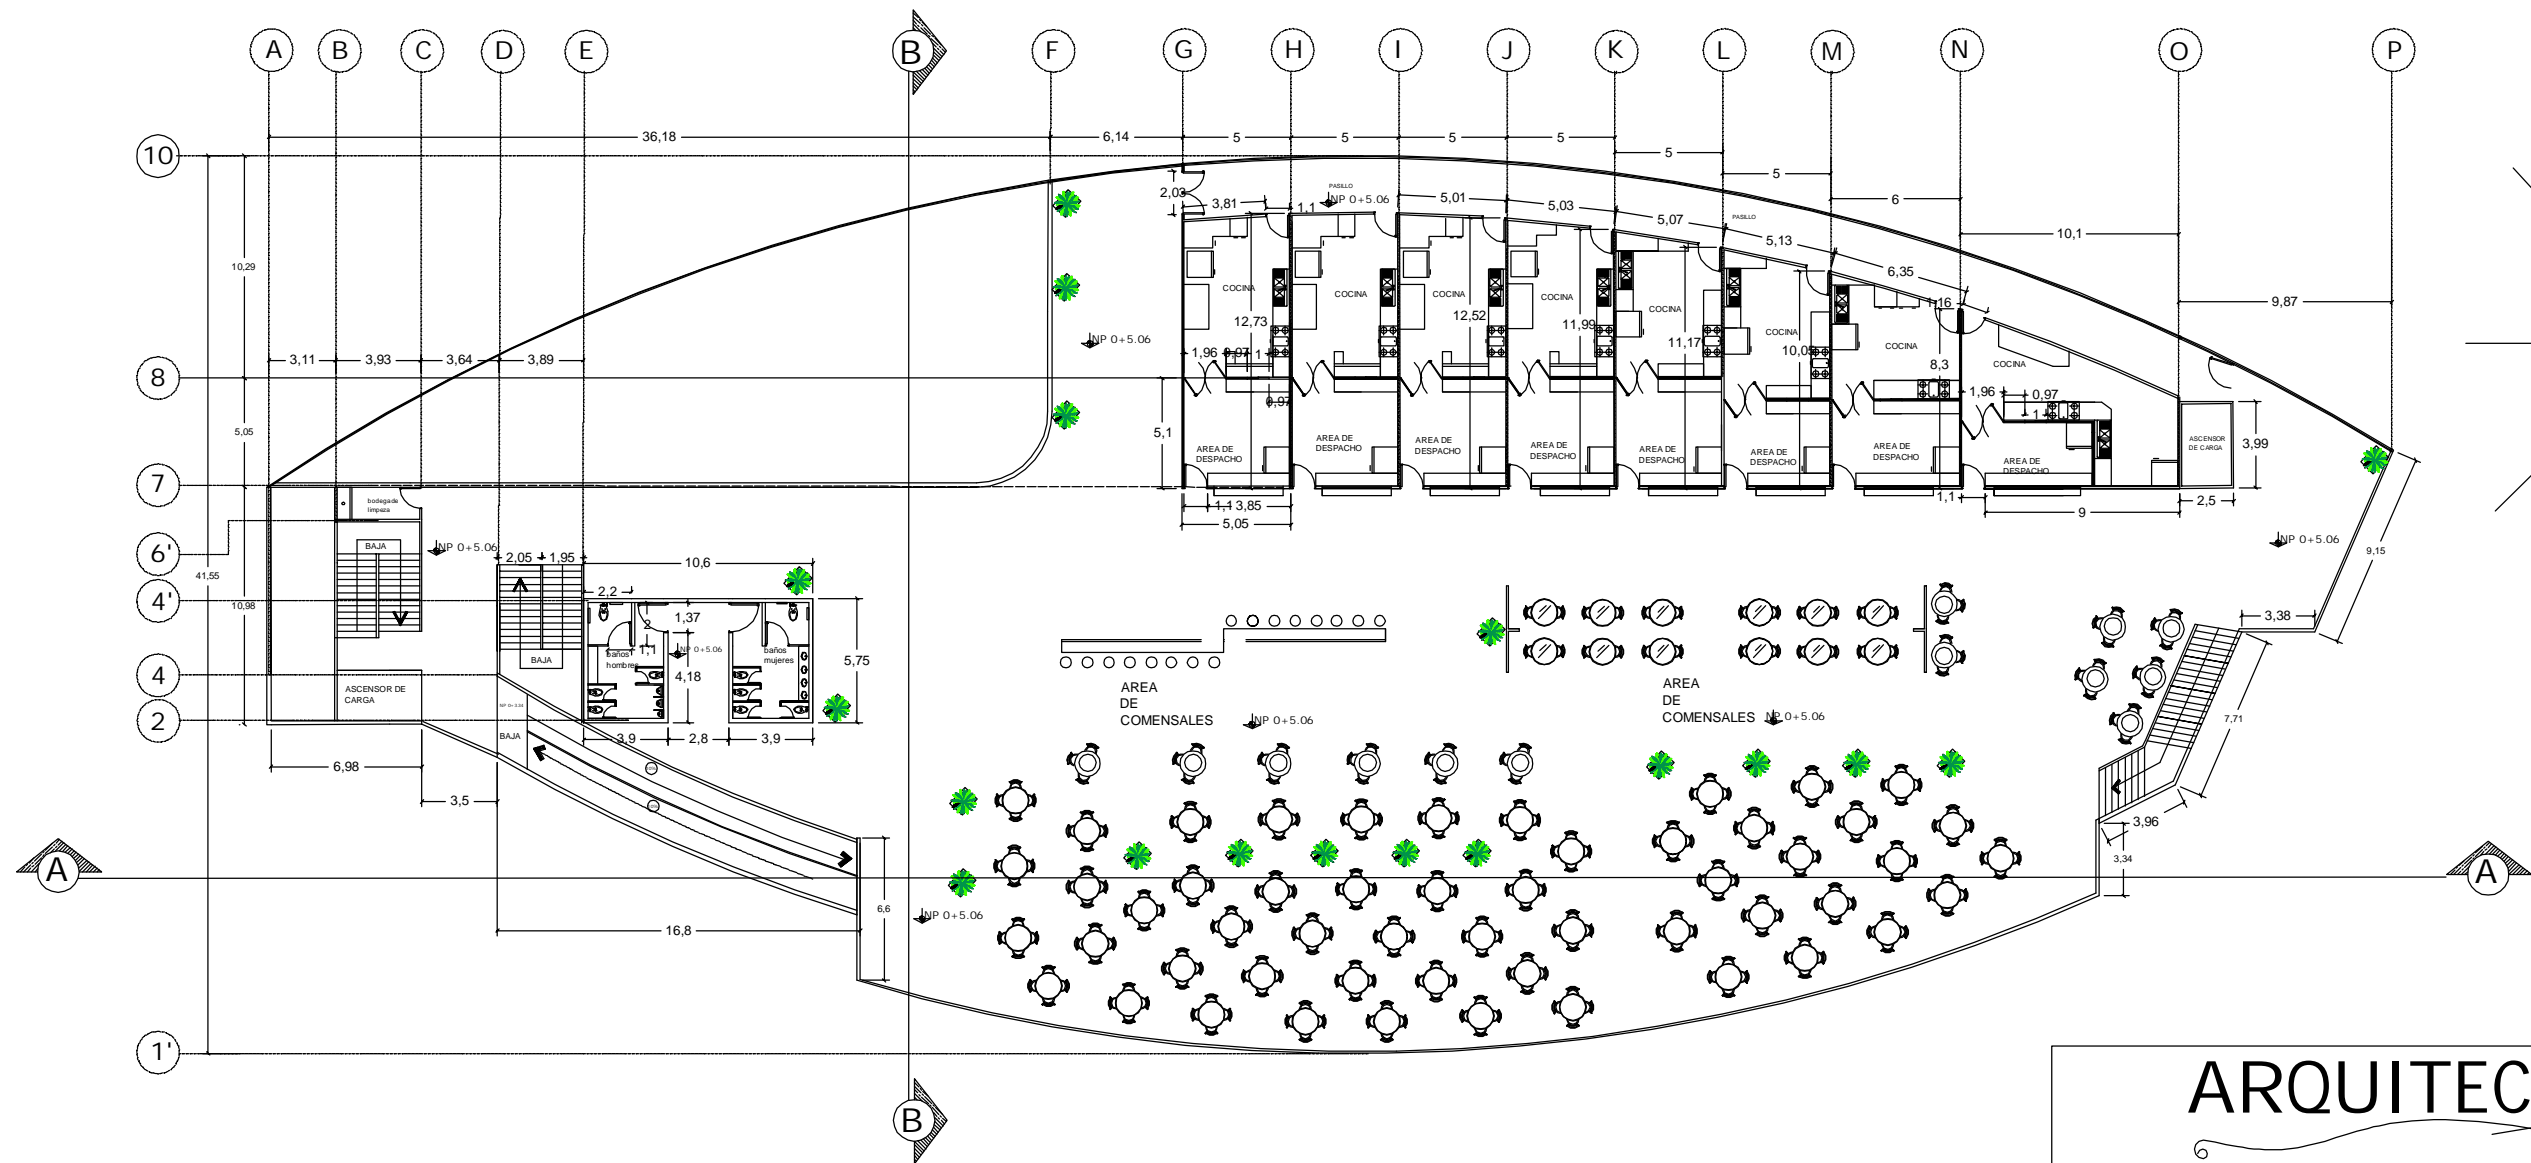 A B C D E B F G H I J K L M N O P
36,18 6,14 5 5 5 5
10
5
5
6
10,1
9,87
2,03
3,81
1,1
PASILLO
NP 0+5.06
5,01
5,03
5,07
PASILLO
5,13
6,35
1,16
10,29
COCINA
COCINA
COCINA
COCINA
COCINA
COCINA
COCINA
COCINA
12,73
12,52
11,99
11,17
10,05
8,3
NP 0+5.06
3,11 3,93 3,64 3,89
1,96 0,97 1
8
0,97
1,96 0,97
1
5,05
5,1
AREA DE
DESPACHO
AREA DE
DESPACHO
AREA DE
DESPACHO
AREA DE
DESPACHO
AREA DE
DESPACHO
AREA DE
DESPACHO
AREA DE
DESPACHO
AREA DE
DESPACHO
ASCENSOR
DE CARGA
3,99
7
bodega de
limpeza
1,1 3,85
5,05
1,1
9
2,5
6'
BAJA
NP 0+5.06
2,05 1,95
10,6
NP 0+5.06
9,15
41,55
4'
10,98
2,2
1,37
2
1,1
baños
hombres
NP 0+5.06
baños
mujeres
5,75
3,38
BAJA
4
ASCENSOR DE
CARGA
4,18
AREA
DE
COMENSALES
NP 0+5.06
AREA
DE
COMENSALES
NP 0+5.06
2
BAJA
3,9 2,8 3,9
7,71
6,98
3,5
3,96
3,34
A
A
6,6
NP 0+5.06
16,8
1'
B
ARQUITEC